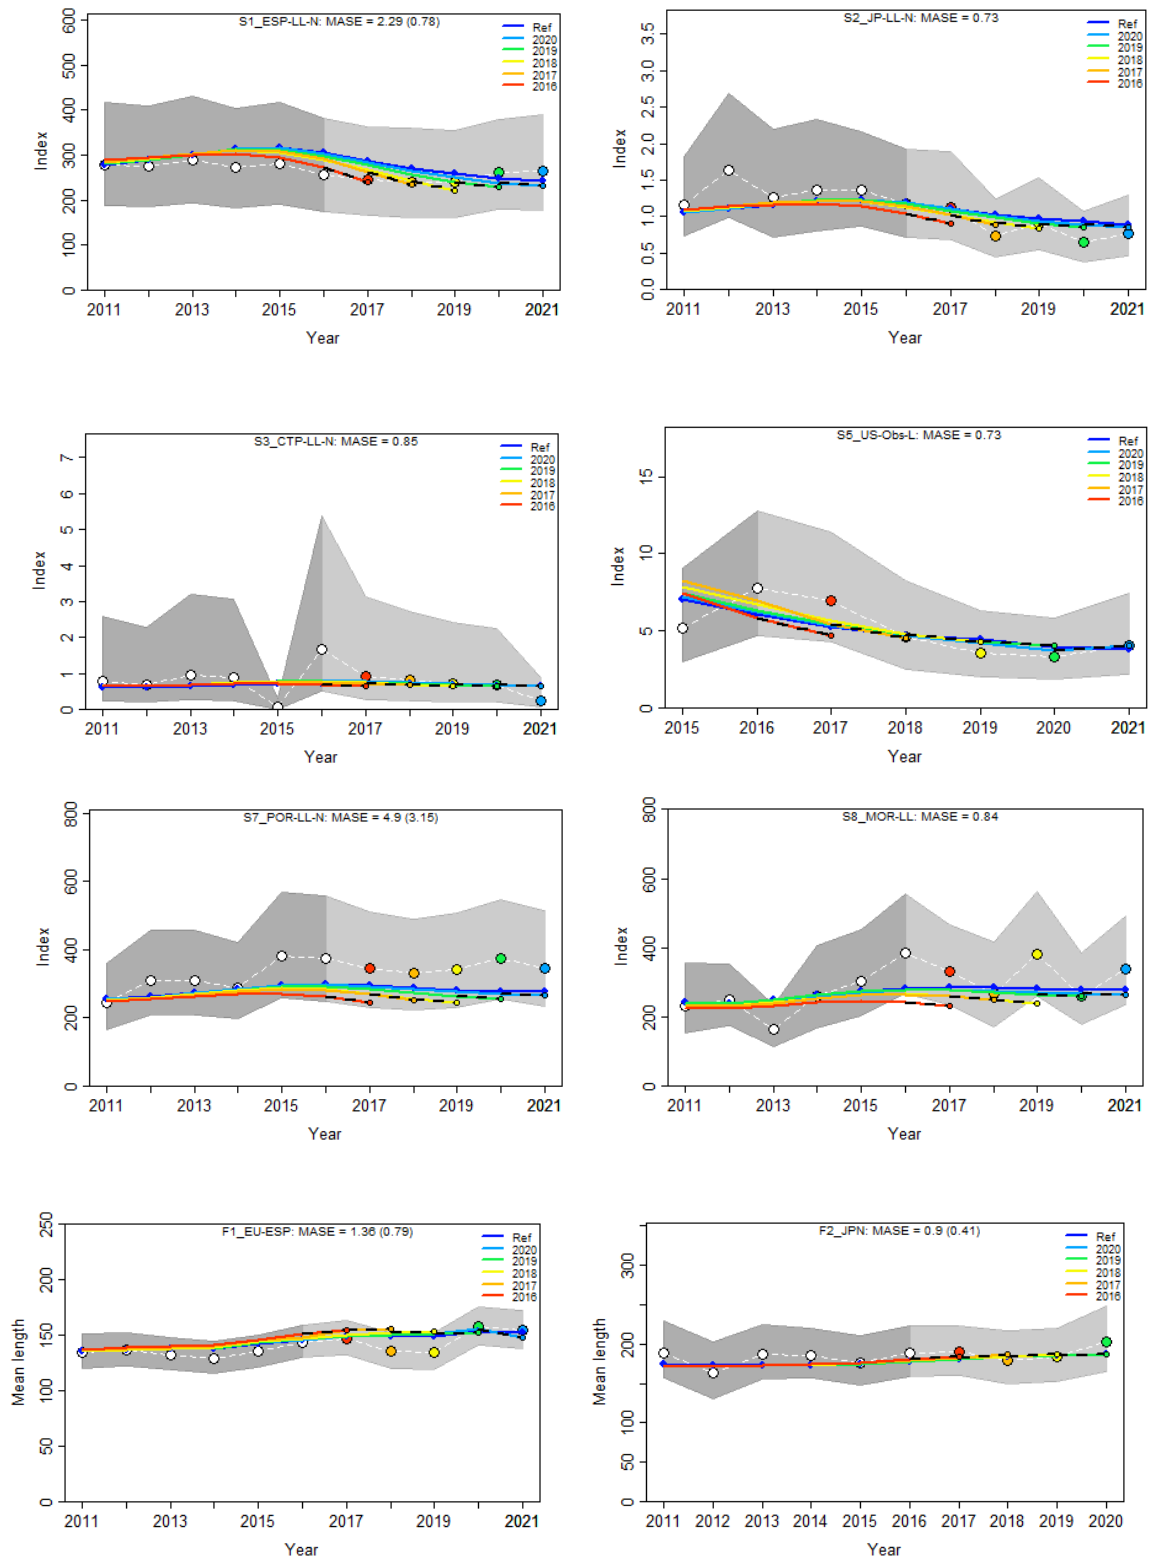 S1_ESP-LL-N: MASE = 2.29 (0.78)
600
500
400
300
200
100
0
Index
Ref
2020
2019
2018
2017
2016
2011 2013 2015 2017 2019 2021
Year
S2_JP-LL-N: MASE = 0.73
3.5
3.0
2.5
2.0
1.5
1.0
0.5
0.0
Index
Ref
2020
2019
2018
2017
2016
2011 2013 2015 2017 2019 2021
Year
S3_CTP-LL-N: MASE = 0.85
7
6
5
4
3
2
1
0
Index
Ref
2020
2019
2018
2017
2016
2011 2013 2015 2017 2019 2021
Year
S5_US-Obs-L: MASE = 0.73
15
10
5
0
Index
Ref
2020
2019
2018
2017
2016
2015 2016 2017 2018 2019 2020 2021
Year
S7_POR-LL-N: MASE = 4.9 (3.15)
800
600
400
200
0
Index
2011 2013 2015 2017 2019 2021
Year
S8_MOR-LL: MASE = 0.84
800
600
400
200
0
Index
2011 2013 2015 2017 2019 2021
Year
F1_EU-ESP: MASE = 1.36 (0.79)
250
200
150
100
50
0
Mean length
Ref
2020
2019
2018
2017
2016
2011 2013 2015 2017 2019 2021
Year
F2_JPN: MASE = 0.9 (0.41)
300
200
150
100
50
0
Mean length
Ref
2020
2019
2018
2017
2016
2011 2012 2013 2014 2015 2016 2017 2018 2019 2020
Year